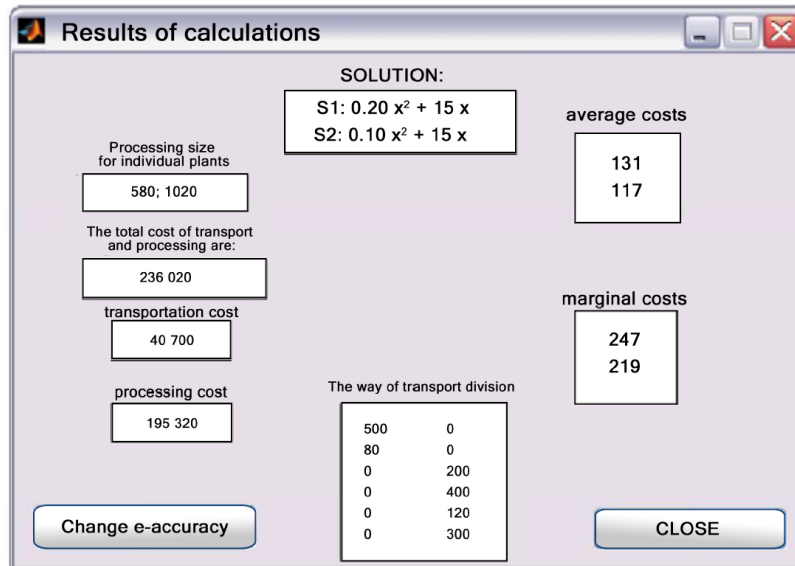 Results of calculations
SOLUTION:
S1: 0.20 x² + 15 x
S2: 0.10 x² + 15 x
Processing size
for individual plants
580; 1020
The total cost of transport
and processing are:
236 020
transportation cost
40 700
processing cost
195 320
average costs
131
117
marginal costs
247
219
The way of transport division
500 0
80 0
0 200
0 400
0 120
0 300
Change e-accuracy
CLOSE